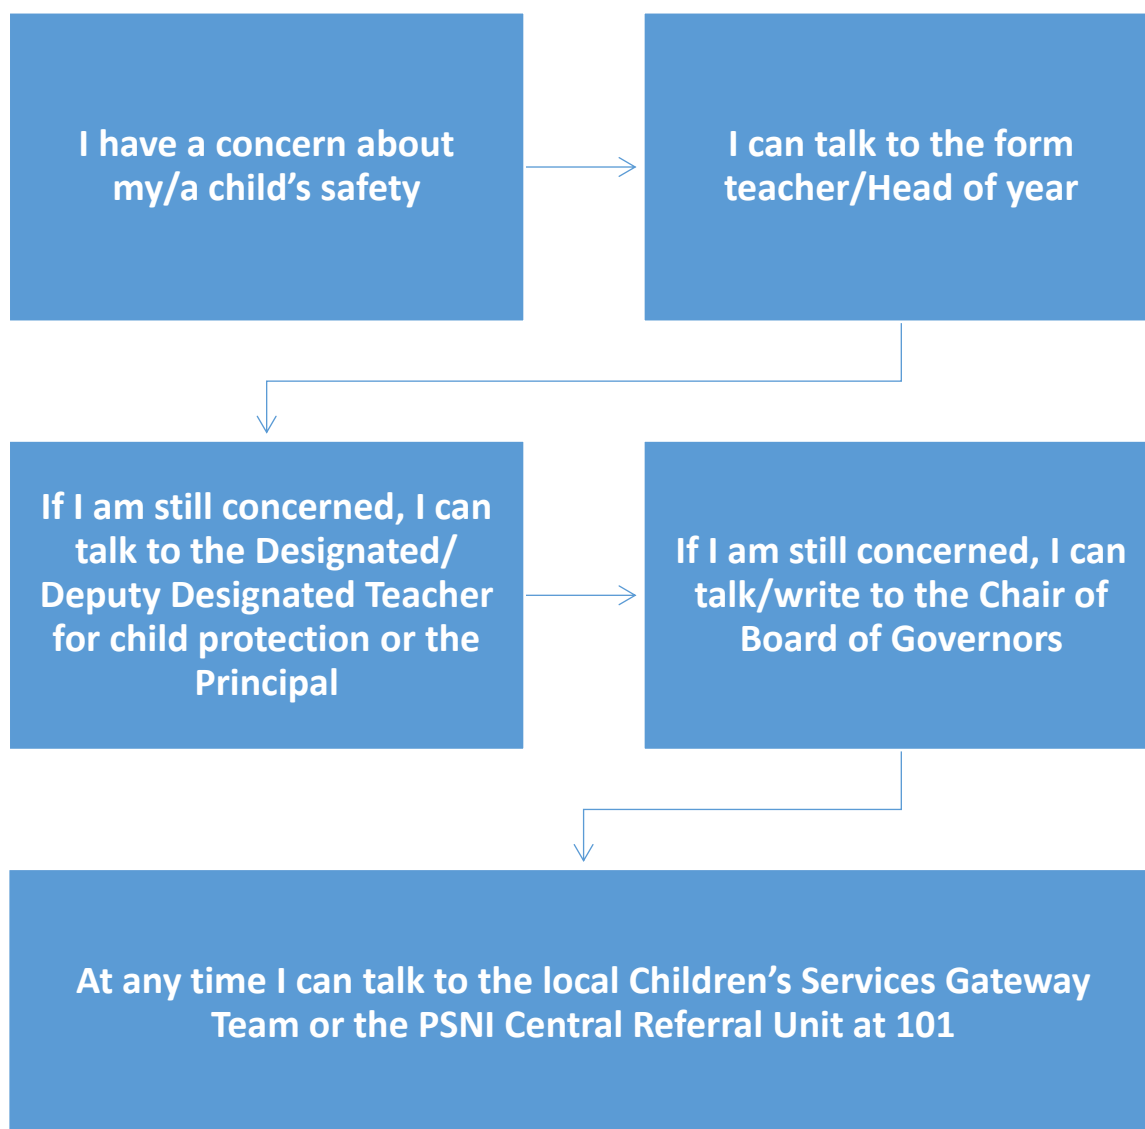 I have a concern about
my/a child’s safety
I can talk to the form
teacher/Head of year
If I am still concerned, I can
talk to the Designated/
Deputy Designated Teacher
for child protection or the
Principal
If I am still concerned, I can
talk/write to the Chair of
Board of Governors
At any time I can talk to the local Children’s Services Gateway
Team or the PSNI Central Referral Unit at 101